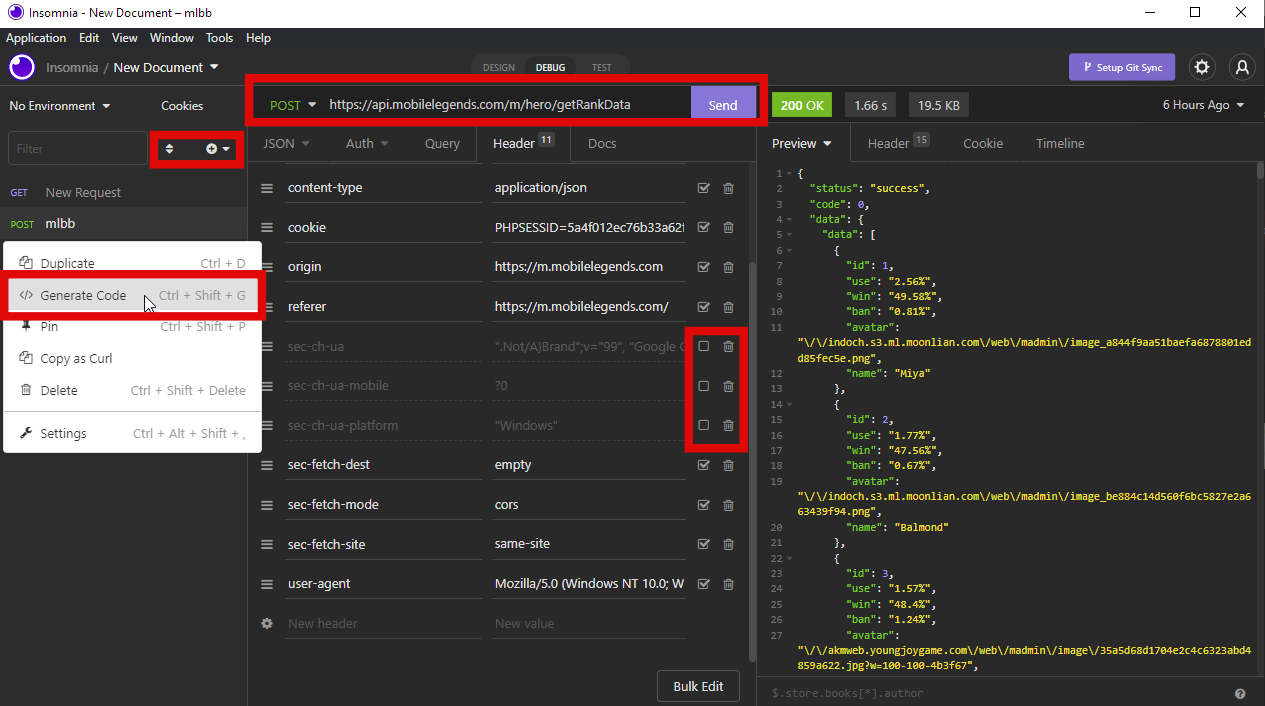 Insomnia - New Document – mlbb
Application Edit View Window Tools Help
Insomnia / New Document
DESIGN DEBUG TEST
Setup Git Sync
No Environment Cookies
POST https://api.mobilelegends.com/m/hero/getRankData Send
200 OK 1.66 s 19.5 KB 6 Hours Ago
Filter
JSON Auth Query Header 11 Docs
Preview Header 15 Cookie Timeline
GET New Request
POST mlbb
Duplicate Ctrl + D
Generate Code Ctrl + Shift + G
Pin Ctrl + Shift + P
Copy as Curl
Delete Ctrl + Shift + Delete
Settings Ctrl + Alt + Shift + ,
content-type application/json
cookie PHPSESSID=5a4f012ec76b33a62f
origin https://m.mobilelegends.com
referer https://m.mobilelegends.com/
sec-ch-ua ".Not/A)Brand";v="99", "Google C
sec-ch-ua-mobile ?0
sec-ch-ua-platform "Windows"
sec-fetch-dest empty
sec-fetch-mode cors
sec-fetch-site same-site
user-agent Mozilla/5.0 (Windows NT 10.0; W
New header New value
Bulk Edit
1 {
2 "status": "success",
3 "code": 0,
4 "data": {
5 "data": [
6 {
7 "id": 1,
8 "use": "2.56%",
9 "win": "49.58%",
10 "ban": "0.81%",
11 "avatar":
"\/\/indoch.s3.ml.moonlian.com\/web\/madmin\/image_a844f9aa51baefa6878801ed
d85fec5e.png",
12 "name": "Miya"
13 },
14 {
15 "id": 2,
16 "use": "1.77%",
17 "win": "47.56%",
18 "ban": "0.67%",
19 "avatar":
"\/\/indoch.s3.ml.moonlian.com\/web\/madmin\/image_be884c14d560f6bc5827e2a6
63439f94.png",
20 "name": "Balmond"
21 },
22 {
23 "id": 3,
24 "use": "1.57%",
25 "win": "48.4%",
26 "ban": "1.24%",
27 "avatar":
"\/\/akmweb.youngjoygame.com\/web\/madmin\/image\/35a5d68d1704e2c4c6323abd4
859a622.jpg?w=100-100-4b3f67",
$.store.books[*].author